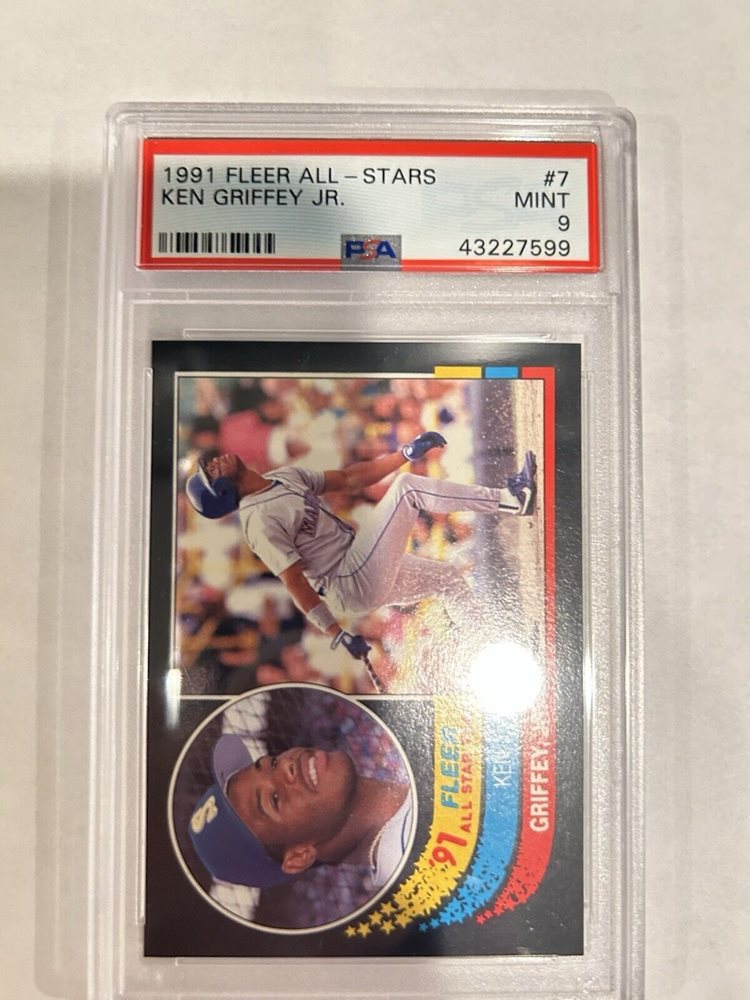 1991 FLEER ALL-STARS
KEN GRIFFEY JR.
#7
MINT
9
43227599
PSA
'91 FLEER
ALL STARS
KEN
GRIFFEY,
S